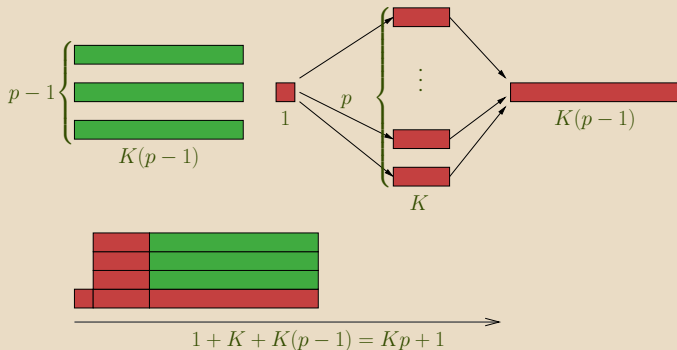 p − 1
K(p − 1)
1
p
⋮
K
K(p − 1)
1 + K + K(p − 1) = Kp + 1